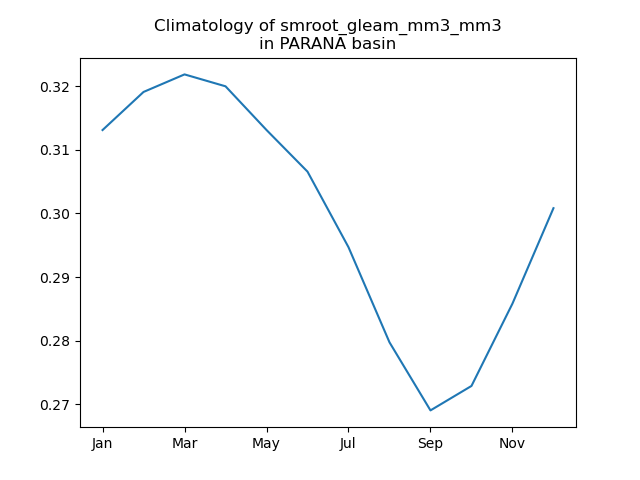 Climatology of smroot_gleam_mm3_mm3
in PARANA basin
0.32
0.31
0.30
0.29
0.28
0.27
Jan Mar May Jul Sep Nov